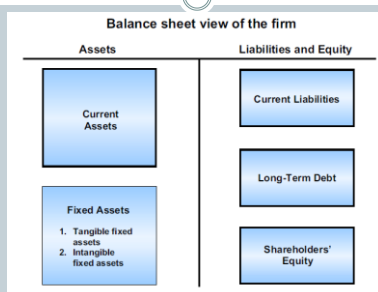 Balance sheet view of the firm
Assets
Liabilities and Equity
Current
Assets
Fixed Assets
1. Tangible fixed
assets
2. Intangible
fixed assets
Current Liabilities
Long-Term Debt
Shareholders'
Equity